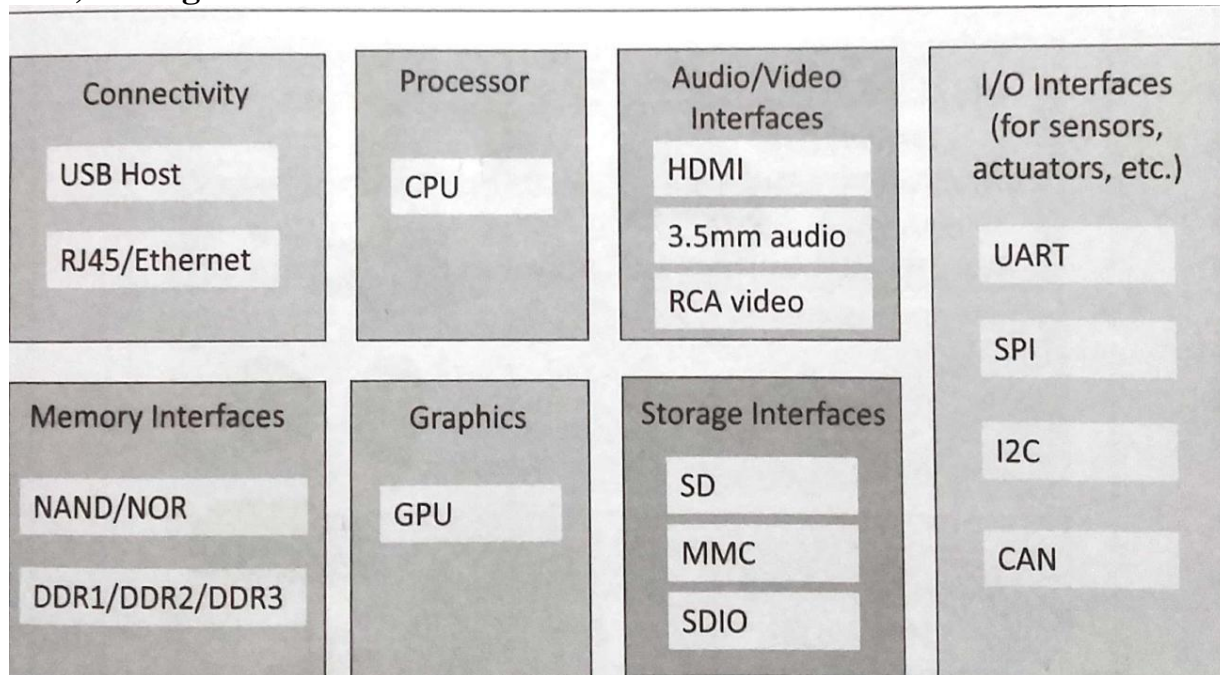 Connectivity
USB Host
RJ45/Ethernet
Processor
CPU
Audio/Video
Interfaces
HDMI
3.5mm audio
RCA video
I/O Interfaces
(for sensors,
actuators, etc.)
UART
SPI
I2C
CAN
Memory Interfaces
NAND/NOR
DDR1/DDR2/DDR3
Graphics
GPU
Storage Interfaces
SD
MMC
SDIO